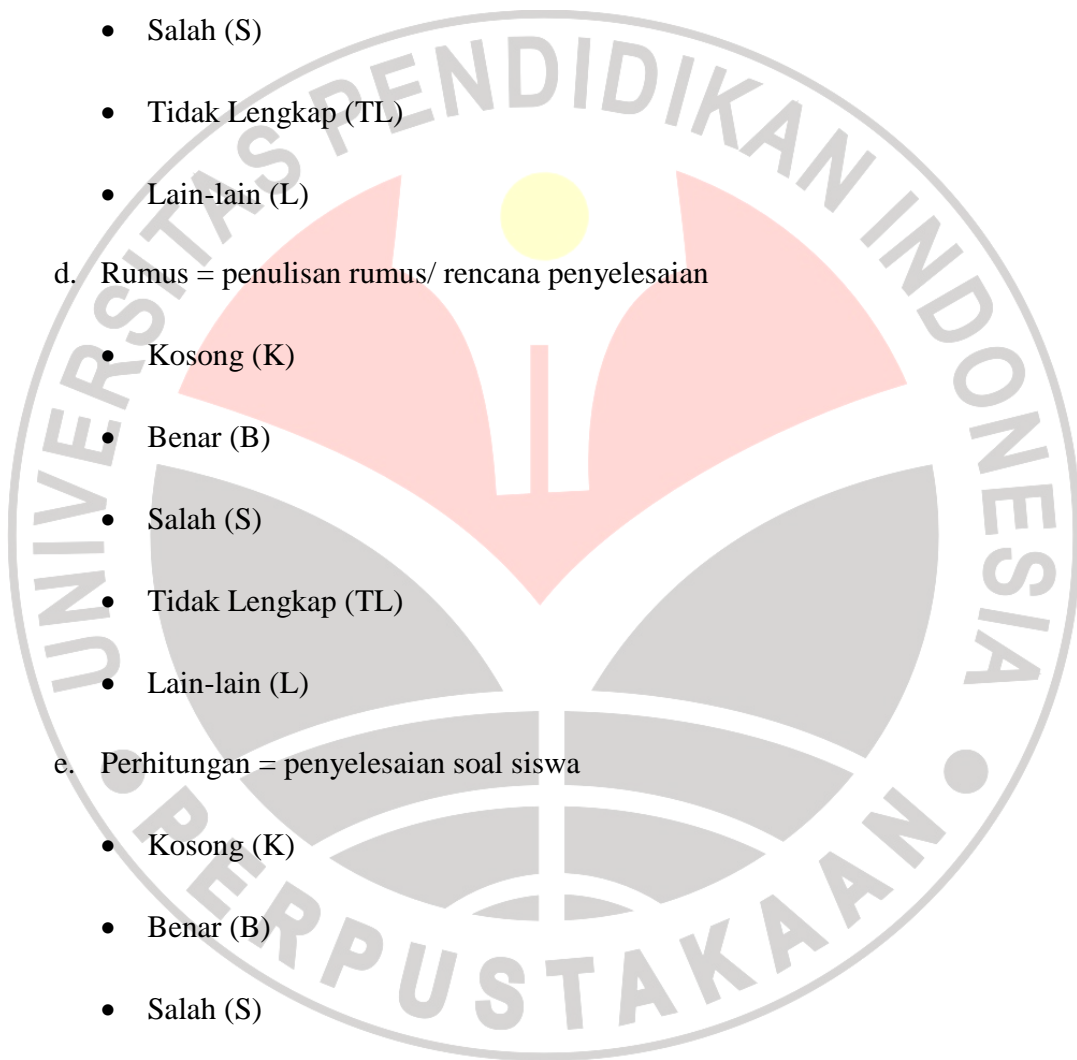 • Salah (S)
• Tidak Lengkap (TL)
• Lain-lain (L)
d. Rumus = penulisan rumus/ rencana penyelesaian
• Kosong (K)
• Benar (B)
• Salah (S)
• Tidak Lengkap (TL)
• Lain-lain (L)
e. Perhitungan = penyelesaian soal siswa
• Kosong (K)
• Benar (B)
• Salah (S)
UNIVERSITAS PENDIDIKAN INDONESIA
PERPUSTAKAAN